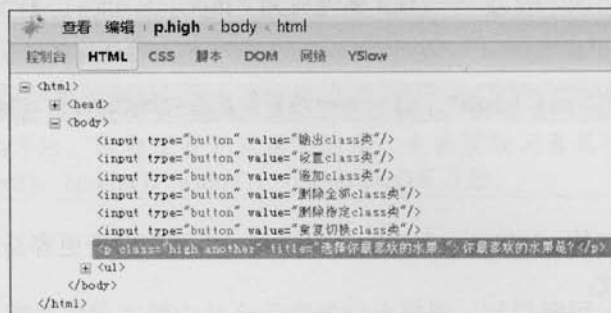 查看 编辑 p.high < body < html
控制台 HTML CSS 脚本 DOM 网络 YSlow
<html>
<head>
<body>
<input type="button" value="输出class类"/>
<input type="button" value="设置class类"/>
<input type="button" value="追加class类"/>
<input type="button" value="删除全部class类"/>
<input type="button" value="删除指定class类"/>
<input type="button" value="重复切换class类"/>
<p class="high another" title="选择你最喜欢的水果." >你最喜欢的水果是?</p>
<ul>
</body>
</html>